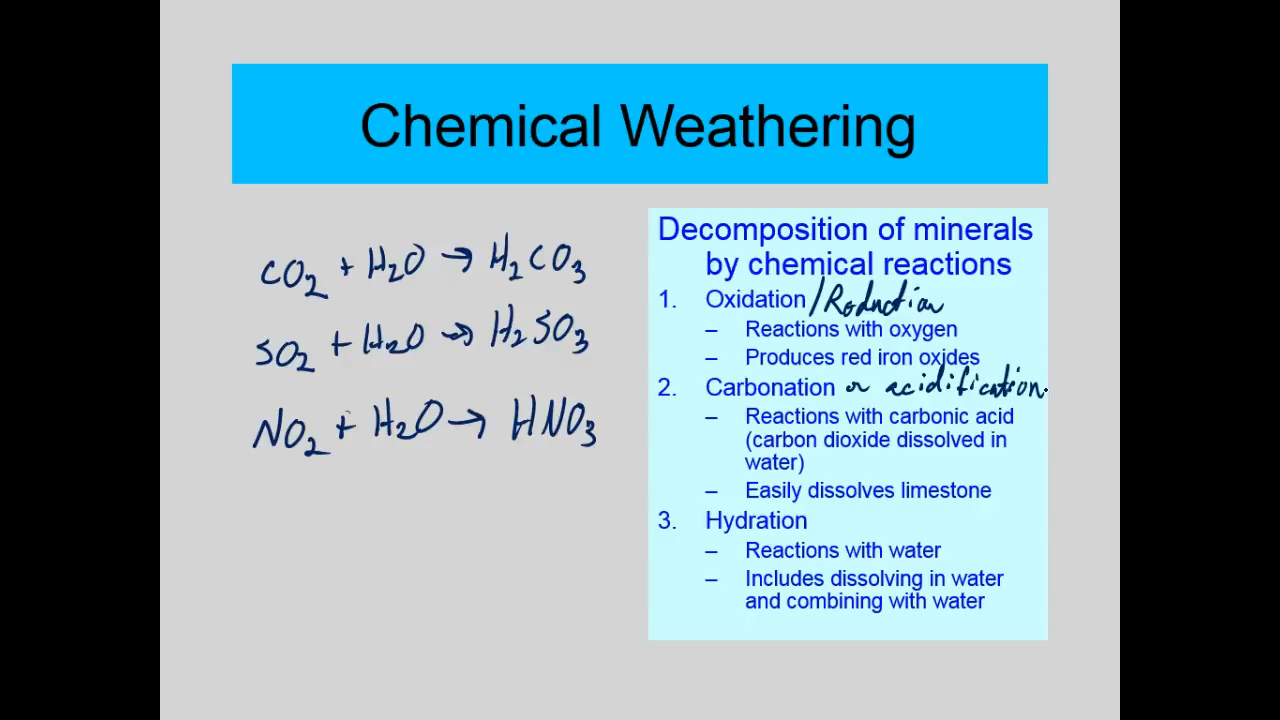 Chemical Weathering
CO2 + H2O → H2CO3
SO2 + H2O → H2SO3
NO2 + H2O → HNO3
Decomposition of minerals
by chemical reactions
1. Oxidation /Reduction
– Reactions with oxygen
– Produces red iron oxides
2. Carbonation or acidification.
– Reactions with carbonic acid
(carbon dioxide dissolved in
water)
– Easily dissolves limestone
3. Hydration
– Reactions with water
– Includes dissolving in water
and combining with water